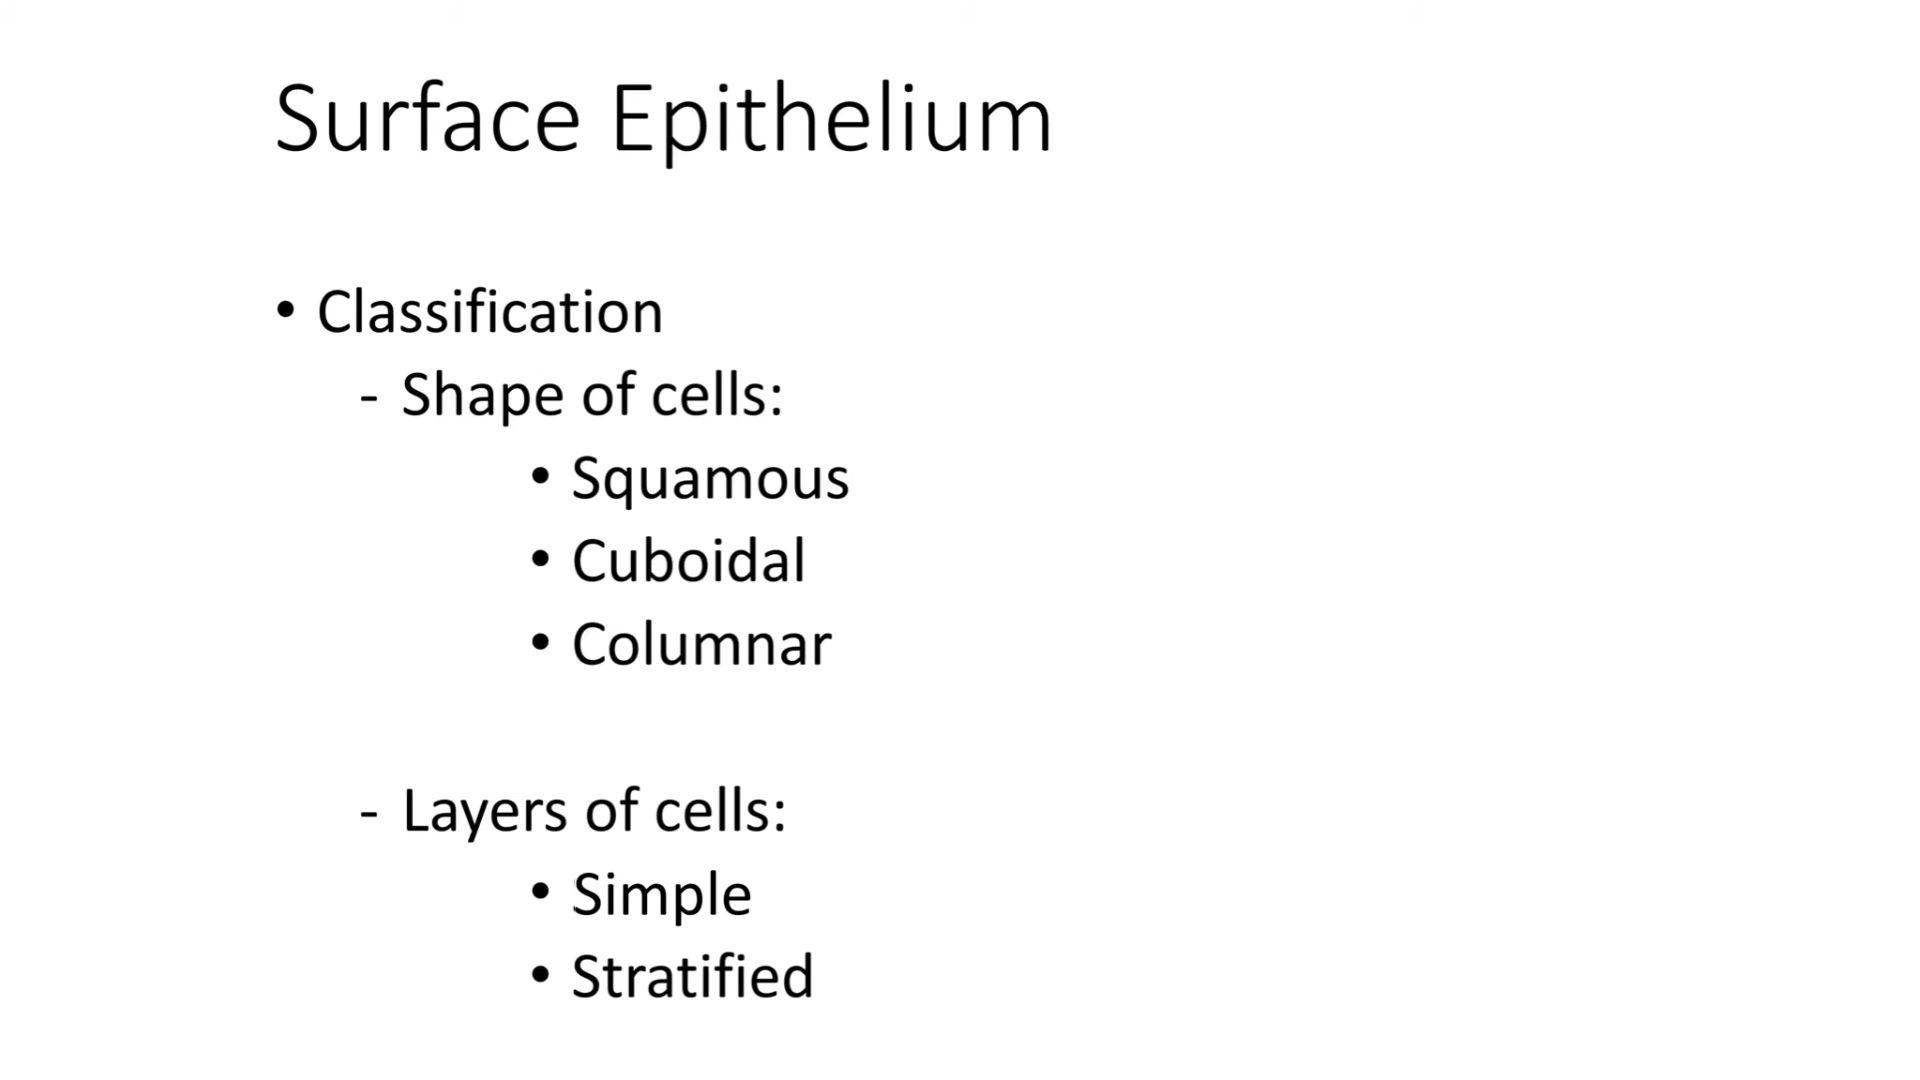 Surface Epithelium
• Classification
- Shape of cells:
• Squamous
• Cuboidal
• Columnar
- Layers of cells:
• Simple
• Stratified